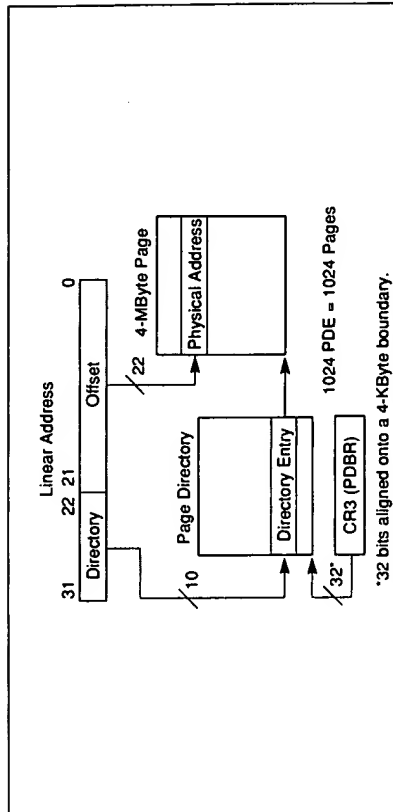 Linear Address
31 22 21 0
Directory Offset
22
4-MByte Page
10
Page Directory
Physical Address
Directory Entry
1024 PDE = 1024 Pages
32*
CR3 (PDBR)
*32 bits aligned onto a 4-KByte boundary.